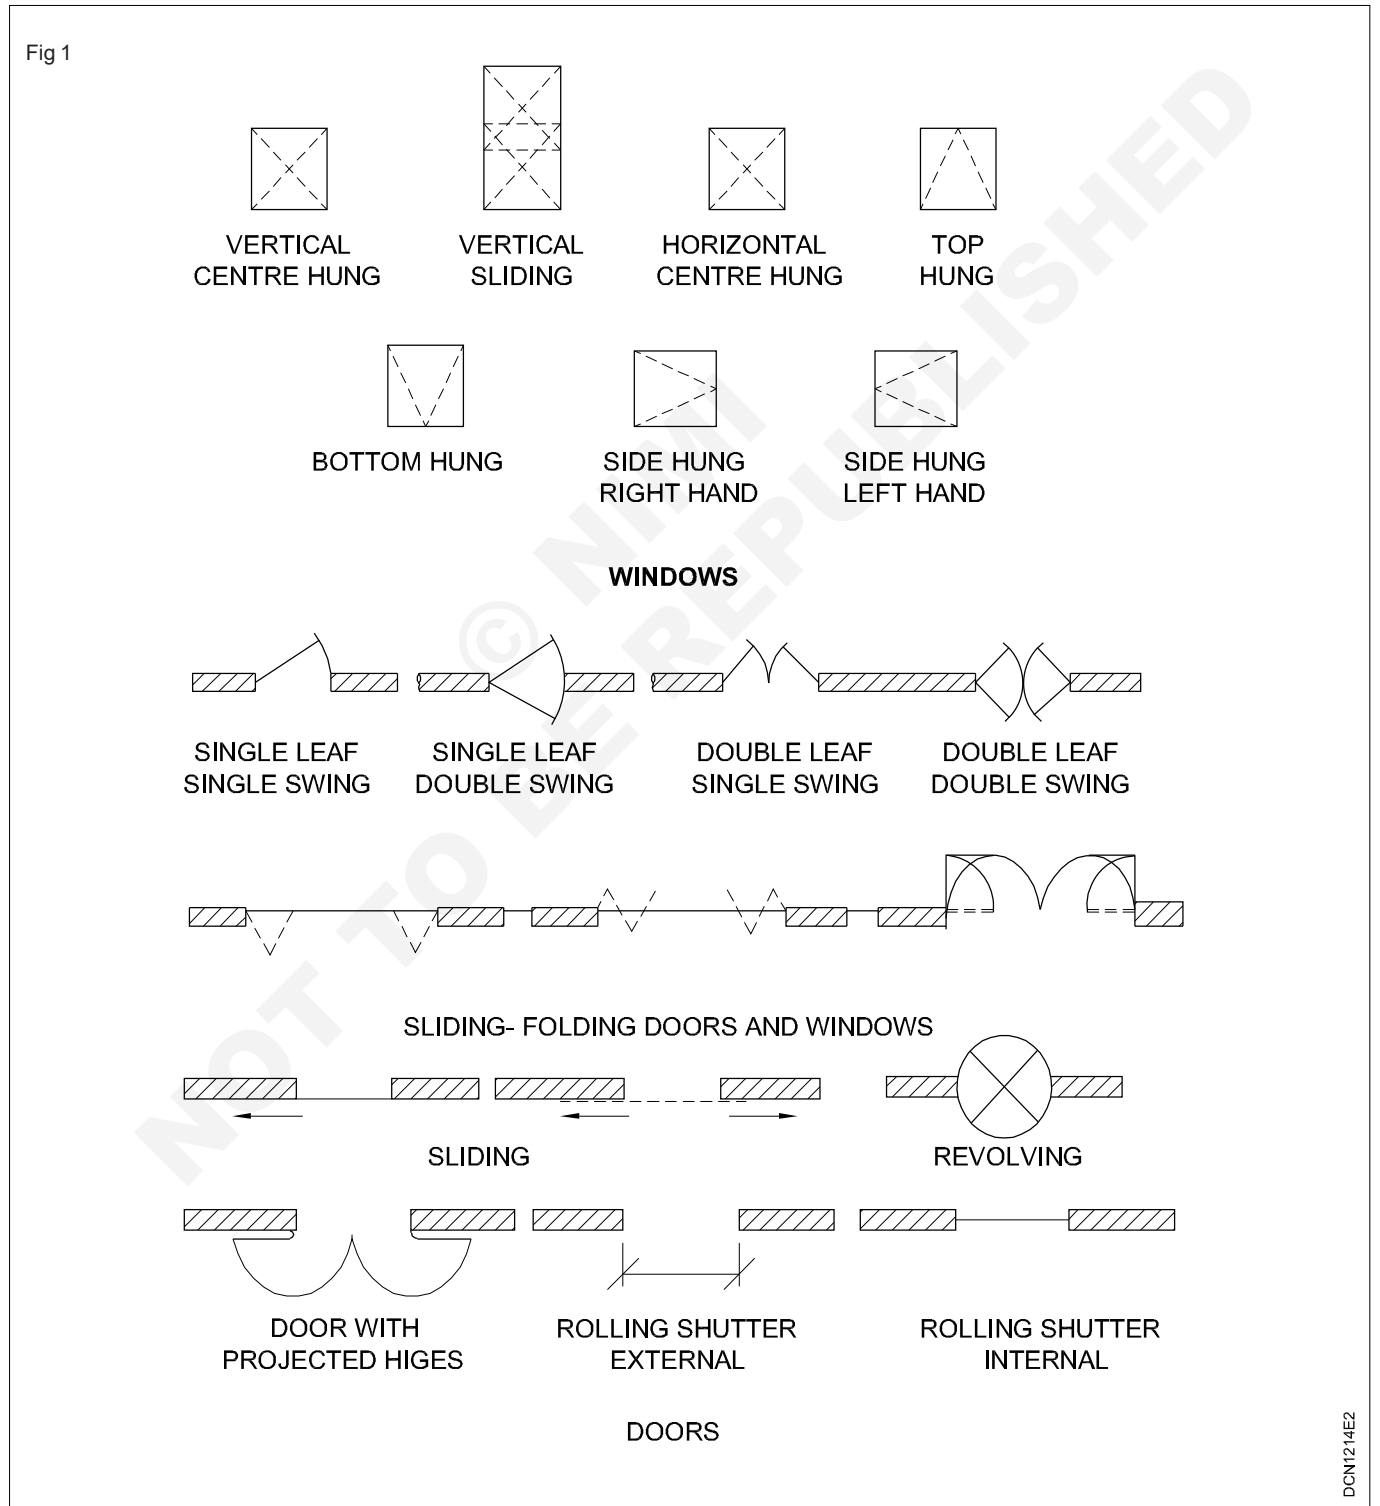 Fig 1
VERTICAL
CENTRE HUNG
VERTICAL
SLIDING
HORIZONTAL
CENTRE HUNG
TOP
HUNG
BOTTOM HUNG
SIDE HUNG
RIGHT HAND
SIDE HUNG
LEFT HAND
WINDOWS
SINGLE LEAF
SINGLE SWING
SINGLE LEAF
DOUBLE SWING
DOUBLE LEAF
SINGLE SWING
DOUBLE LEAF
DOUBLE SWING
SLIDING- FOLDING DOORS AND WINDOWS
SLIDING
REVOLVING
DOOR WITH
PROJECTED HIGES
ROLLING SHUTTER
EXTERNAL
ROLLING SHUTTER
INTERNAL
DOORS
DCN1214E2
© NIMI
NOT TO BE REPUBLISHED